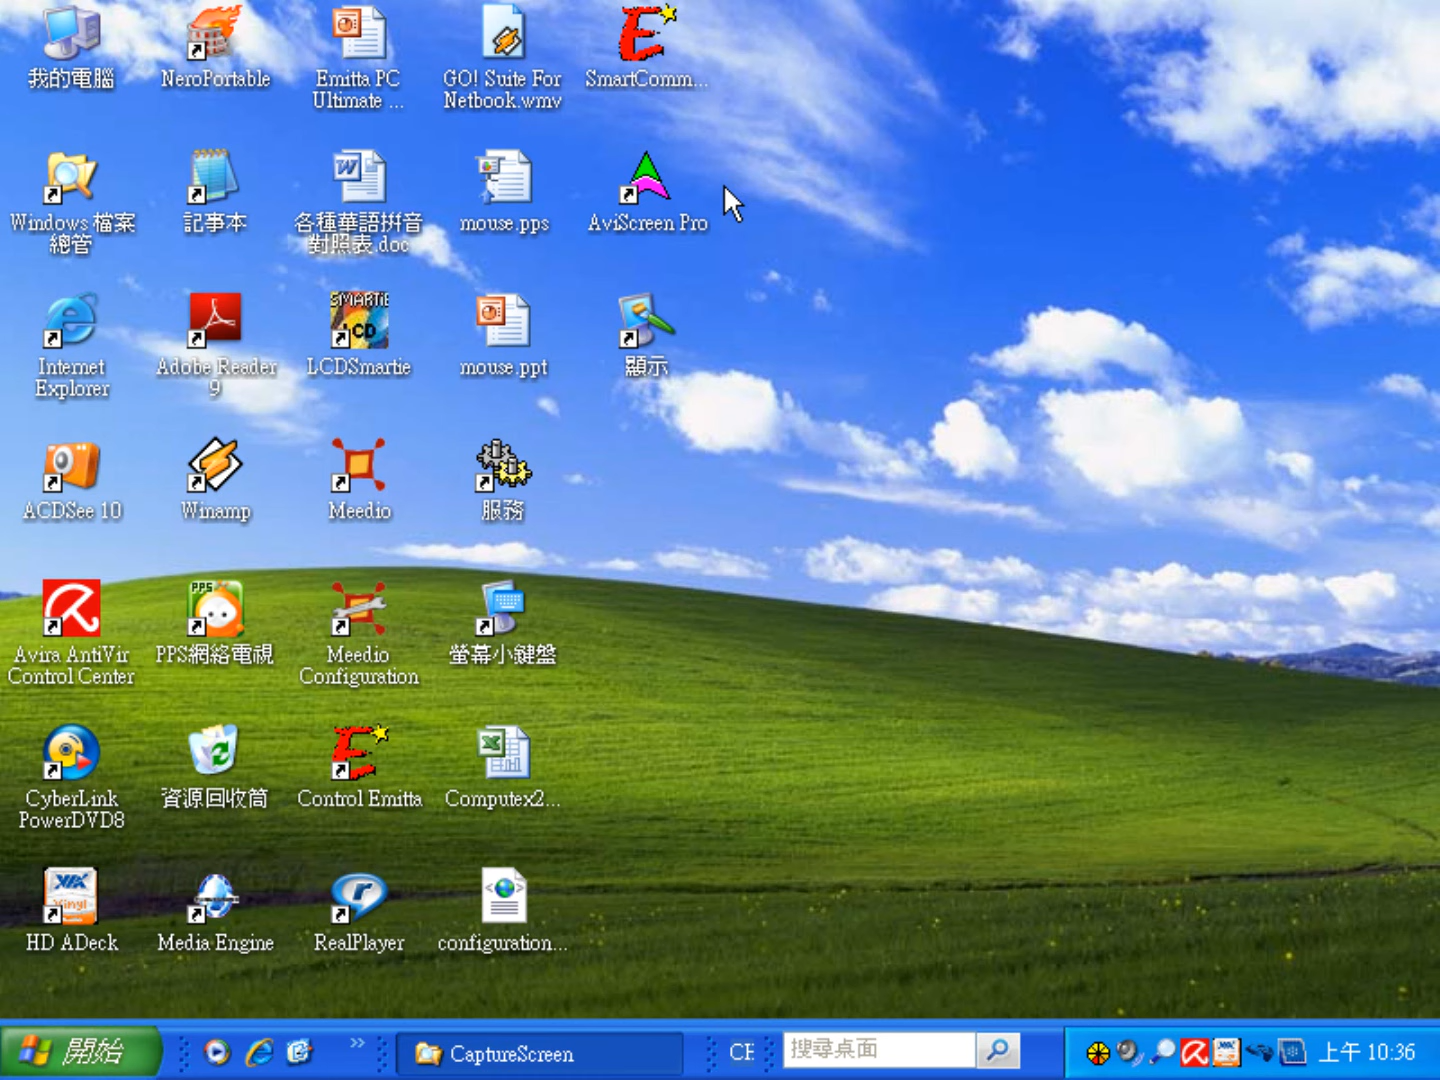 我的電腦
NeroPortable
Emitta PC
Ultimate ...
GO! Suite For
Netbook.wmv
SmartComm...
Windows 檔案
總管
記事本
各種華語拼音
對照表.doc
mouse.pps
AviScreen Pro
Internet
Explorer
Adobe Reader
9
SMARTIE
LCD
LCDSmartie
mouse.ppt
顯示
ACDSee 10
Winamp
Meedio
服務
Avira AntiVir
Control Center
PPS
PPS網絡電視
Meedio
Configuration
螢幕小鍵盤
CyberLink
PowerDVD8
資源回收筒
Control Emitta
Computex2...
VIA
Vinyl
HD ADeck
Media Engine
RealPlayer
configuration...
開始
CaptureScreen
CH
搜尋桌面
上午 10:36